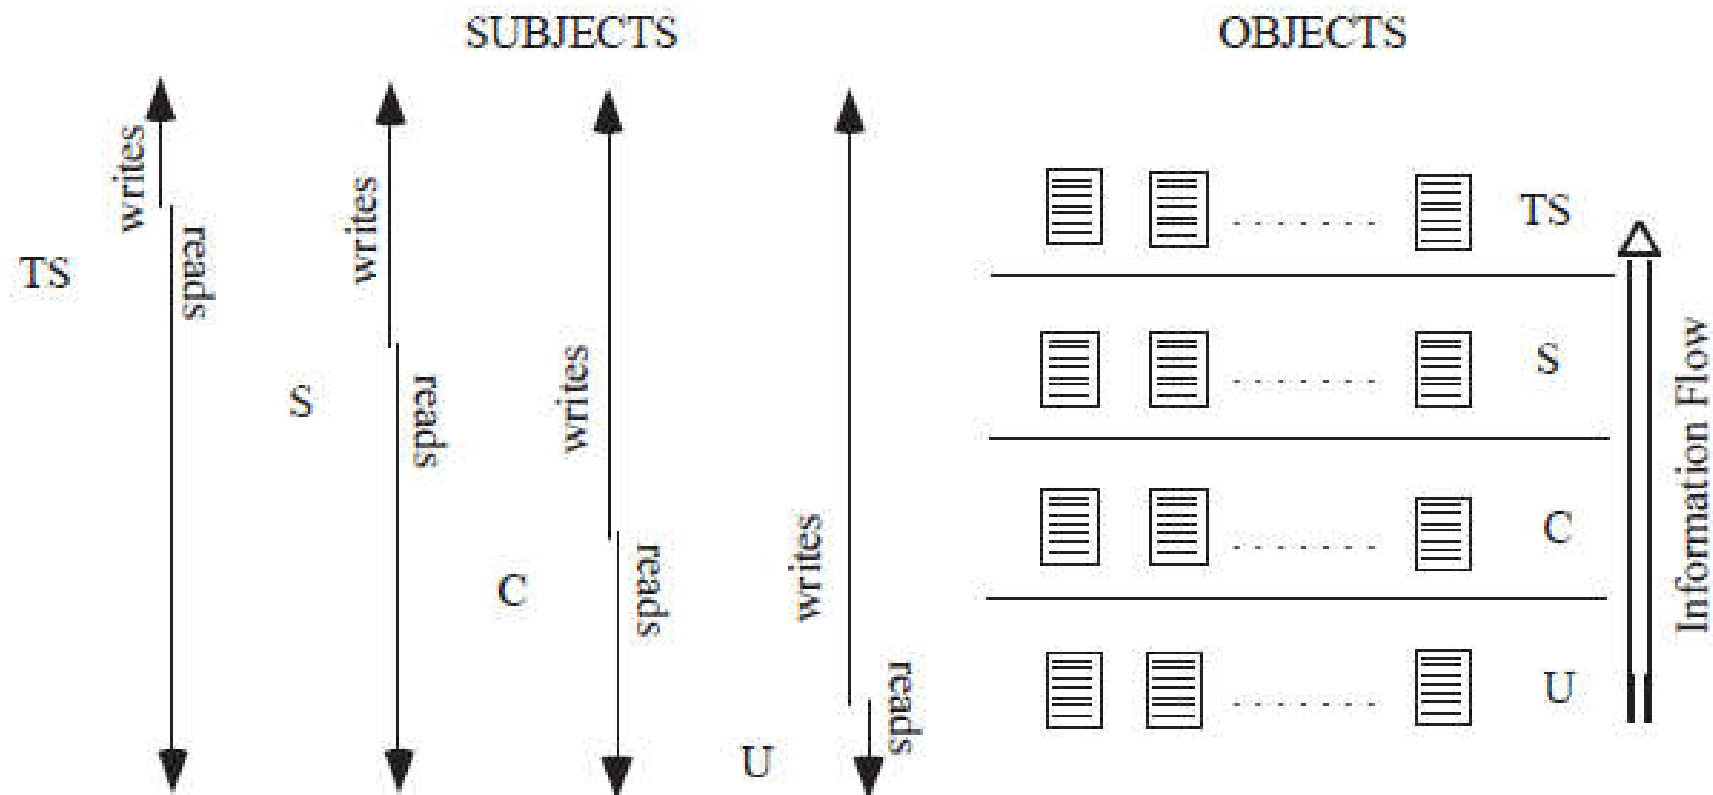 SUBJECTS
OBJECTS
writes
reads
TS
writes
reads
S
writes
reads
C
writes
reads
U
TS
S
C
U
Information Flow